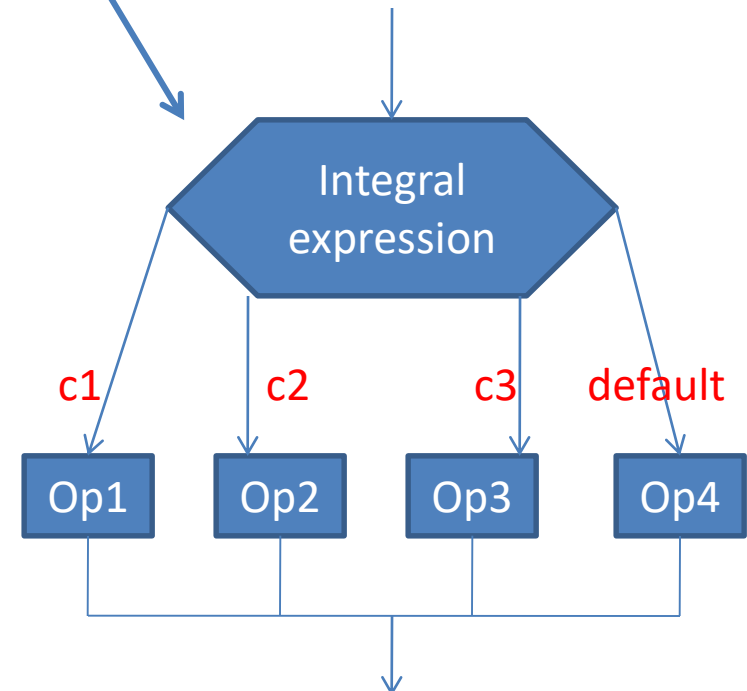 Integral
expression
c1
c2
c3
default
Op1
Op2
Op3
Op4